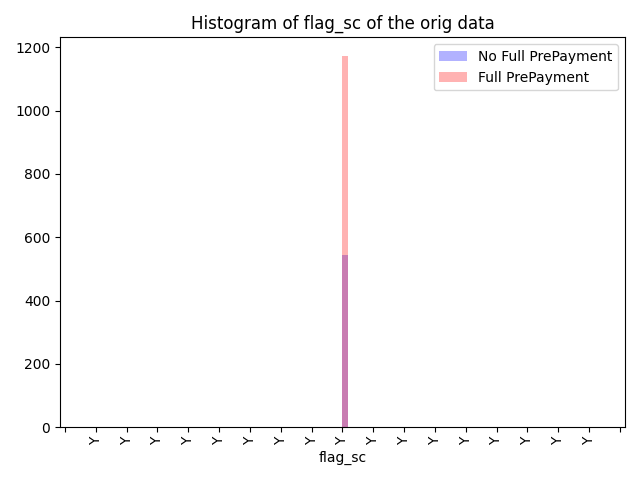 Histogram of flag_sc of the orig data
No Full PrePayment
Full PrePayment
1200
1000
800
600
400
200
0
Y Y Y Y Y Y Y Y Y Y Y Y Y Y Y Y Y
flag_sc